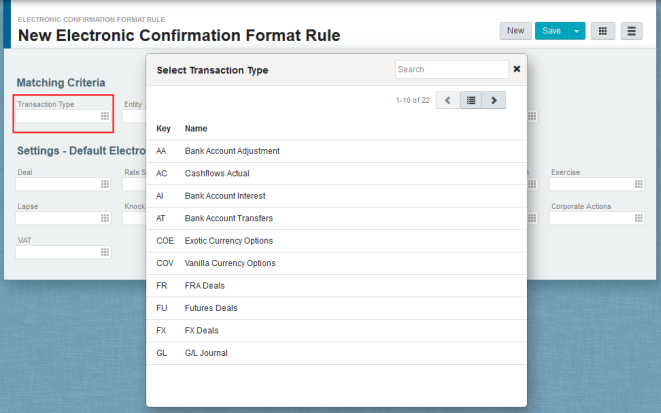 ELECTRONIC CONFIRMATION FORMAT RULE
New Electronic Confirmation Format Rule
New
Save
Select Transaction Type
Search
Matching Criteria
1-10 of 22
Transaction Type
Entity
Key Name
AA Bank Account Adjustment
AC Cashflows Actual
AI Bank Account Interest
AT Bank Account Transfers
COE Exotic Currency Options
COV Vanilla Currency Options
FR FRA Deals
FU Futures Deals
FX FX Deals
GL G/L Journal
Settings - Default Electro
Deal
Rate S
Exercise
Lapse
Knock
Corporate Actions
VAT